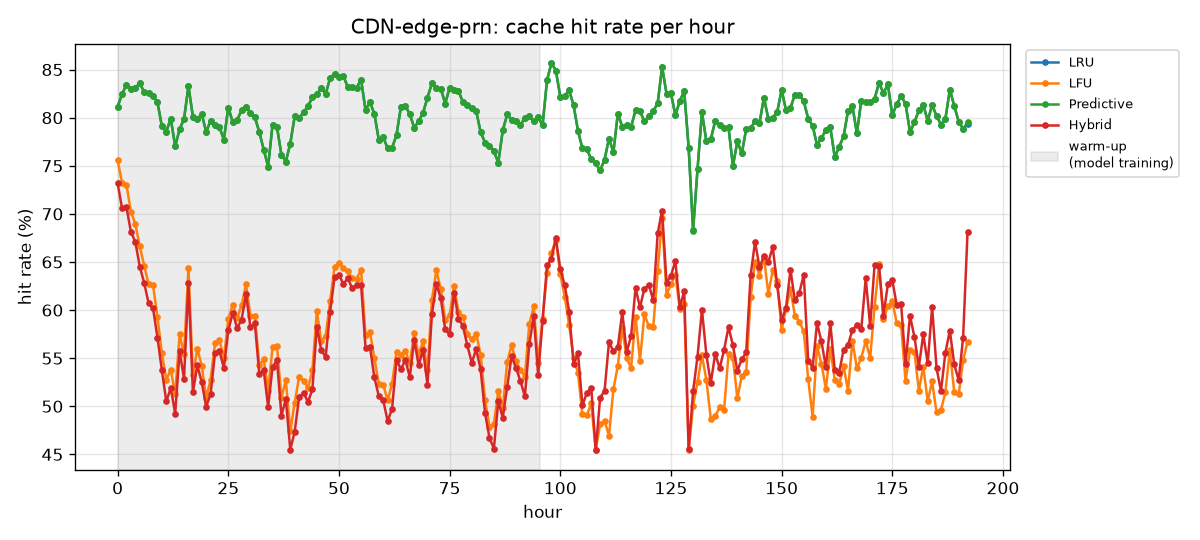 CDN-edge-prn: cache hit rate per hour
hit rate (%)
85
80
75
70
65
60
55
50
45
0 25 50 75 100 125 150 175 200
hour
LRU
LFU
Predictive
Hybrid
warm-up
(model training)